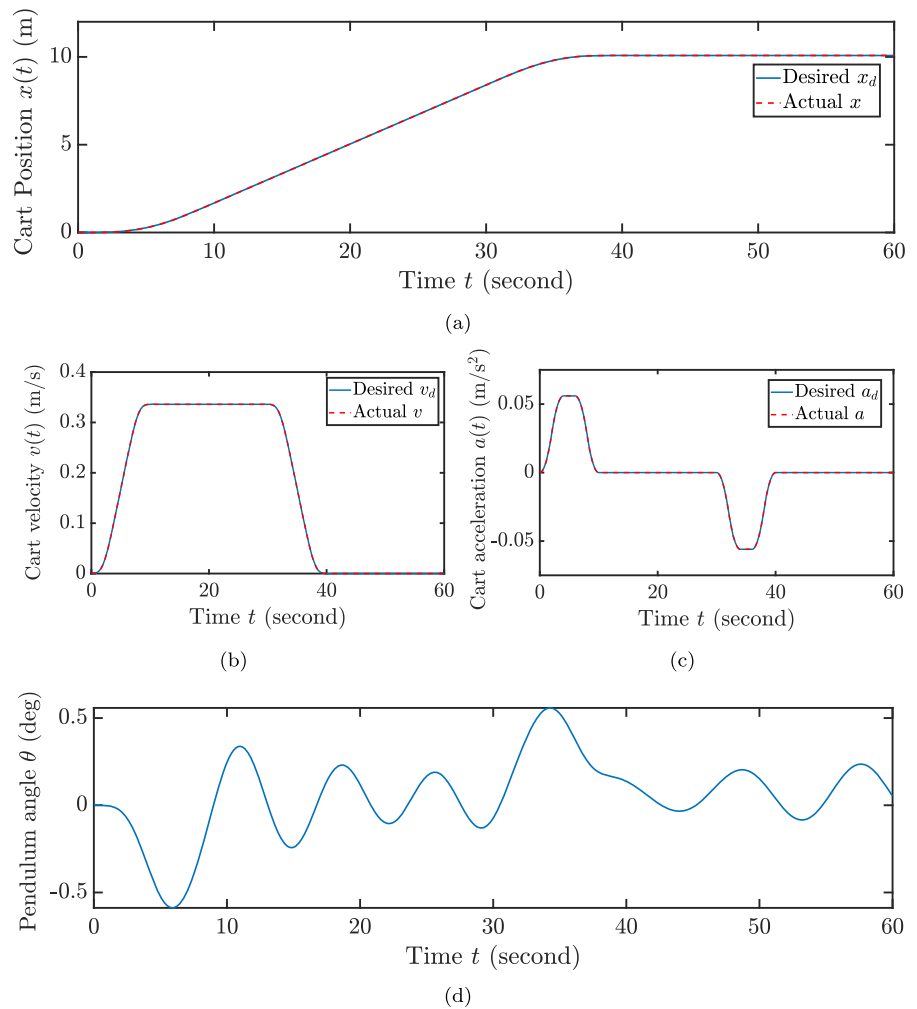 Cart Position x(t) (m)
10
5
0
Desired x_d
Actual x
0 10 20 30 40 50 60
Time t (second)
(a)
Cart velocity v(t) (m/s)
0.4
0.3
0.2
0.1
0
Desired v_d
Actual v
0 20 40 60
Time t (second)
(b)
Cart acceleration a(t) (m/s²)
0.05
0
-0.05
Desired a_d
Actual a
0 20 40 60
Time t (second)
(c)
Pendulum angle θ (deg)
0.5
0
-0.5
0 10 20 30 40 50 60
Time t (second)
(d)